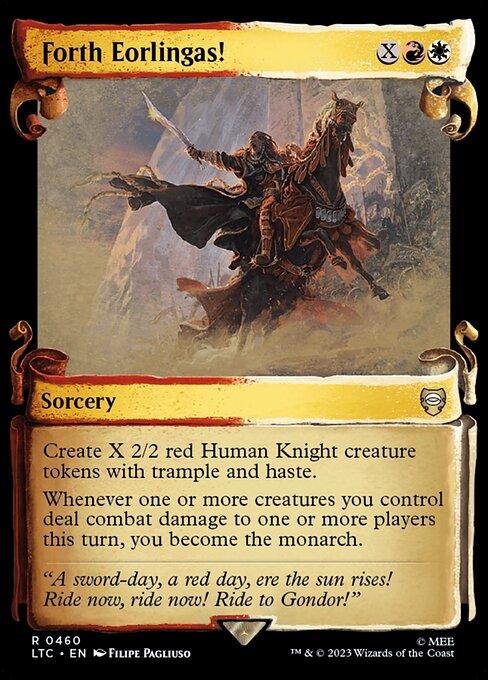 Forth Eorlingas! X
Sorcery
Create X 2/2 red Human Knight creature
tokens with trample and haste.
Whenever one or more creatures you control
deal combat damage to one or more players
this turn, you become the monarch.
“A sword-day, a red day, ere the sun rises!
Ride now, ride now! Ride to Gondor!”
R 0460 © MEE
LTC • EN Filipe Pagliuso ™ & © 2023 Wizards of the Coast